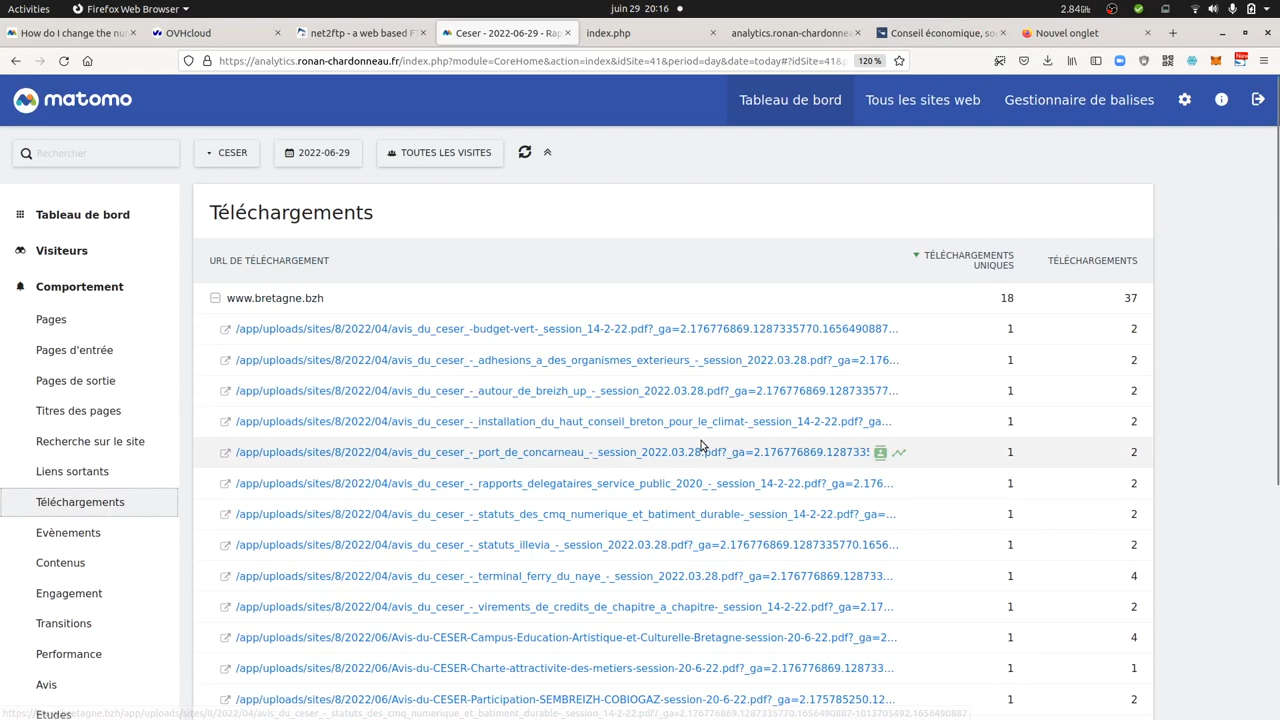 Activities
Firefox Web Browser
juin 29 20:16
2.84 GiB
How do I change the nu
OVHcloud
net2ftp - a web based F
Ceser - 2022-06-29 - Rap
index.php
analytics.ronan-chardonnea
Conseil économique, so
Nouvel onglet
https://analytics.ronan-chardonneau.fr/index.php?module=CoreHome&action=index&idSite=41&period=day&date=today#?idSite=41&p
120 %
New
matomo
Tableau de bord
Tous les sites web
Gestionnaire de balises
Rechercher
CESER
2022-06-29
TOUTES LES VISITES
Tableau de bord
Visiteurs
Comportement
Pages
Pages d'entrée
Pages de sortie
Titres des pages
Recherche sur le site
Liens sortants
Téléchargements
Evènements
Contenus
Engagement
Transitions
Performance
Avis
Etudes
Téléchargements
URL DE TÉLÉCHARGEMENT
TÉLÉCHARGEMENTS UNIQUES
TÉLÉCHARGEMENTS
www.bretagne.bzh 18 37
/app/uploads/sites/8/2022/04/avis_du_ceser_-budget-vert-_session_14-2-22.pdf?_ga=2.176776869.1287335770.1656490887... 1 2
/app/uploads/sites/8/2022/04/avis_du_ceser_-_adhesions_a_des_organismes_exterieurs_-_session_2022.03.28.pdf?_ga=2.176... 1 2
/app/uploads/sites/8/2022/04/avis_du_ceser_-_autour_de_breizh_up_-_session_2022.03.28.pdf?_ga=2.176776869.128733577... 1 2
/app/uploads/sites/8/2022/04/avis_du_ceser_-_installation_du_haut_conseil_breton_pour_le_climat-_session_14-2-22.pdf?_ga... 1 2
/app/uploads/sites/8/2022/04/avis_du_ceser_-_port_de_concarneau_-_session_2022.03.28.pdf?_ga=2.176776869.1287335 1 2
/app/uploads/sites/8/2022/04/avis_du_ceser_-_rapports_delegataires_service_public_2020_-_session_14-2-22.pdf?_ga=2.176... 1 2
/app/uploads/sites/8/2022/04/avis_du_ceser_-_statuts_des_cmq_numerique_et_batiment_durable-_session_14-2-22.pdf?_ga=... 1 2
/app/uploads/sites/8/2022/04/avis_du_ceser_-_statuts_illevia_-_session_2022.03.28.pdf?_ga=2.176776869.1287335770.1656... 1 2
/app/uploads/sites/8/2022/04/avis_du_ceser_-_terminal_ferry_du_naye_-_session_2022.03.28.pdf?_ga=2.176776869.128733... 1 4
/app/uploads/sites/8/2022/04/avis_du_ceser_-_virements_de_credits_de_chapitre_a_chapitre-_session_14-2-22.pdf?_ga=2.17... 1 2
/app/uploads/sites/8/2022/06/Avis-du-CESER-Campus-Education-Artistique-et-Culturelle-Bretagne-session-20-6-22.pdf?_ga=2... 1 4
/app/uploads/sites/8/2022/06/Avis-du-CESER-Charte-attractivite-des-metiers-session-20-6-22.pdf?_ga=2.176776869.128733... 1 1
/app/uploads/sites/8/2022/06/Avis-du-CESER-Participation-SEMBREIZH-COBIOGAZ-session-20-6-22.pdf?_ga=2.175785250.12... 1 2